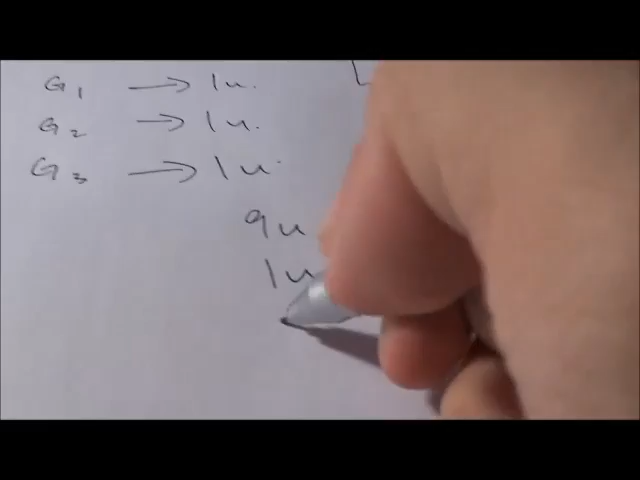 G₁ → 1u.
G₂ → 1u.
G₃ → 1u.
9u
1u